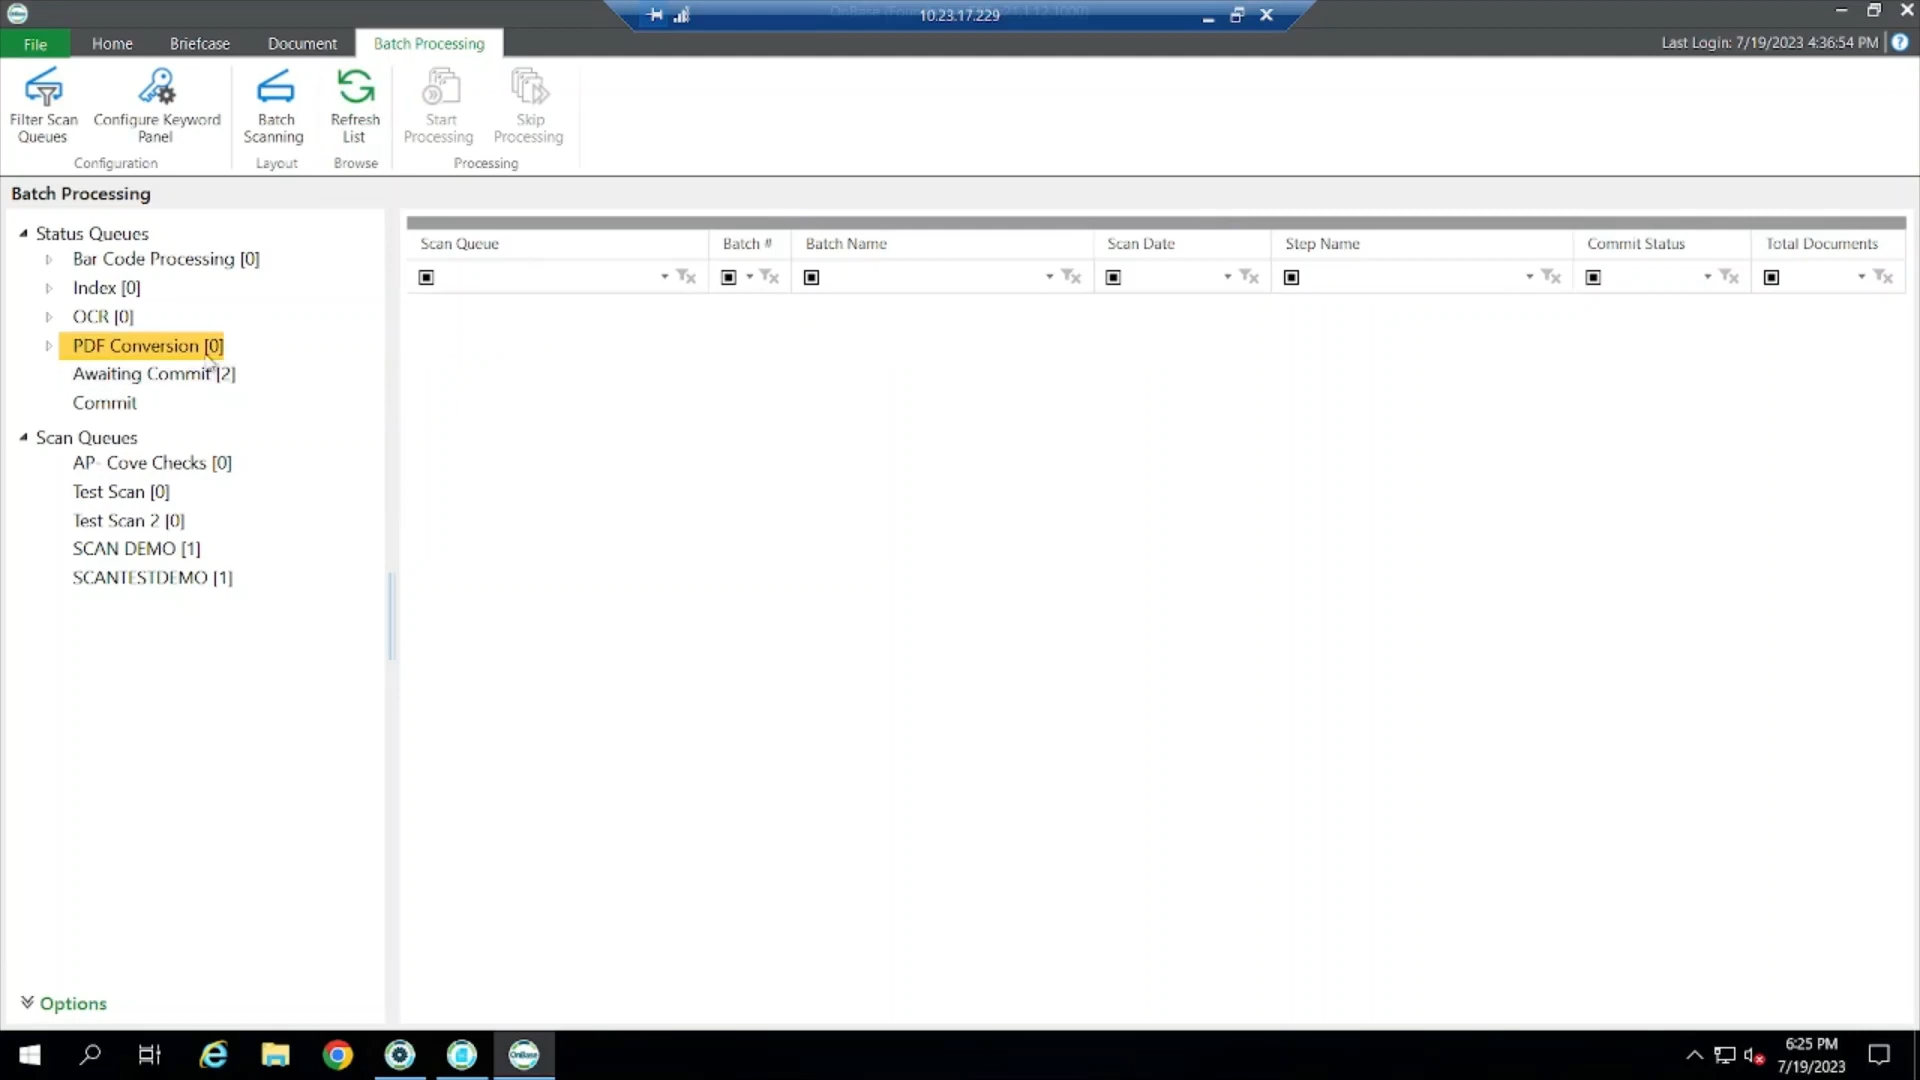 10.23.17.229
File Home Briefcase Document Batch Processing
Last Login: 7/19/2023 4:36:54 PM
?
Filter Scan
Queues
Configure Keyword
Panel
Configuration
Batch
Scanning
Layout
Refresh
List
Browse
Start
Processing
Skip
Processing
Processing
Batch Processing
Status Queues
Bar Code Processing [0]
Index [0]
OCR [0]
PDF Conversion [0]
Awaiting Commit [2]
Commit
Scan Queues
AP- Cove Checks [0]
Test Scan [0]
Test Scan 2 [0]
SCAN DEMO [1]
SCANTESTDEMO [1]
Options
Scan Queue Batch # Batch Name Scan Date Step Name Commit Status Total Documents
OnBase
6:25 PM
7/19/2023